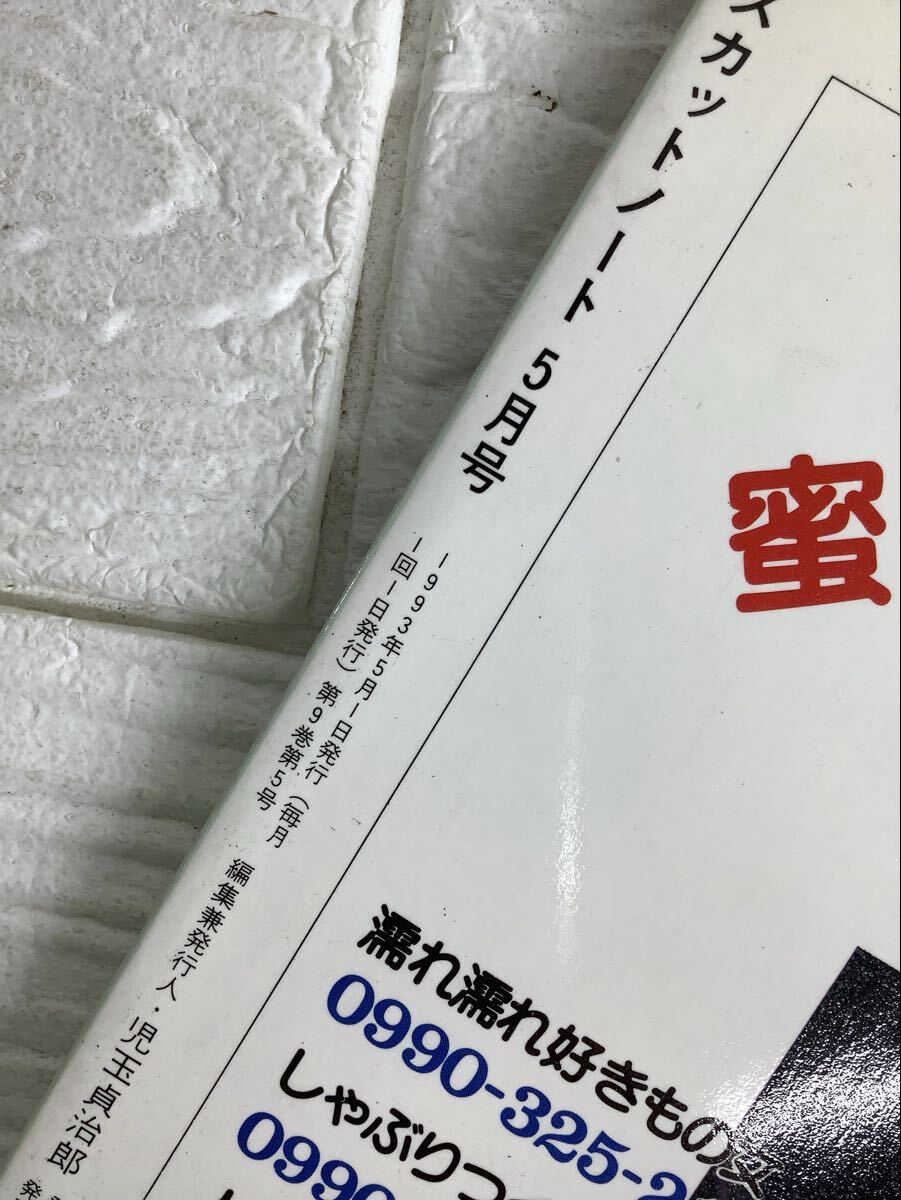 スカットノート 5月号
1993年5月1日発行(毎月
1回1日発行)第9巻第5号
編集兼発行人・児玉貞治郎
蜜
濡れ濡れ好きもの
0990-325-2
しゃぶりつ
0990